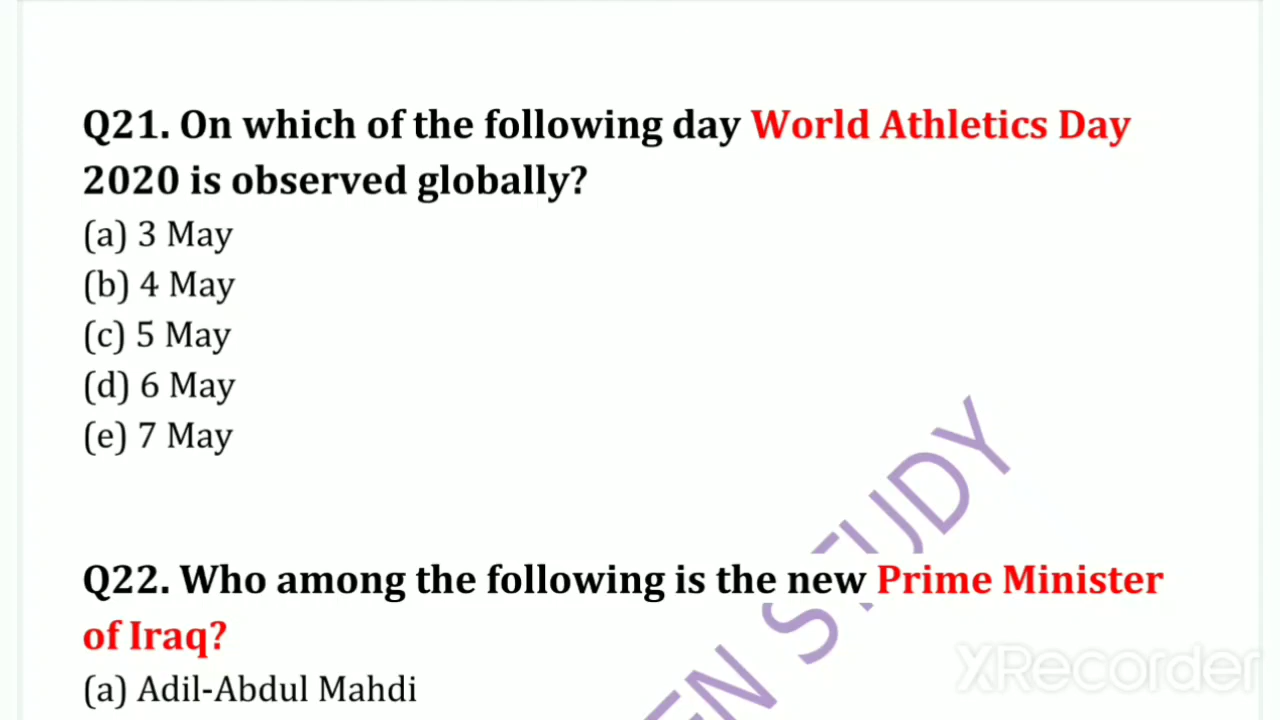 Q21. On which of the following day World Athletics Day
2020 is observed globally?
(a) 3 May
(b) 4 May
(c) 5 May
(d) 6 May
(e) 7 May
Q22. Who among the following is the new Prime Minister
of Iraq?
(a) Adil-Abdul Mahdi
STUDY
XRecorder